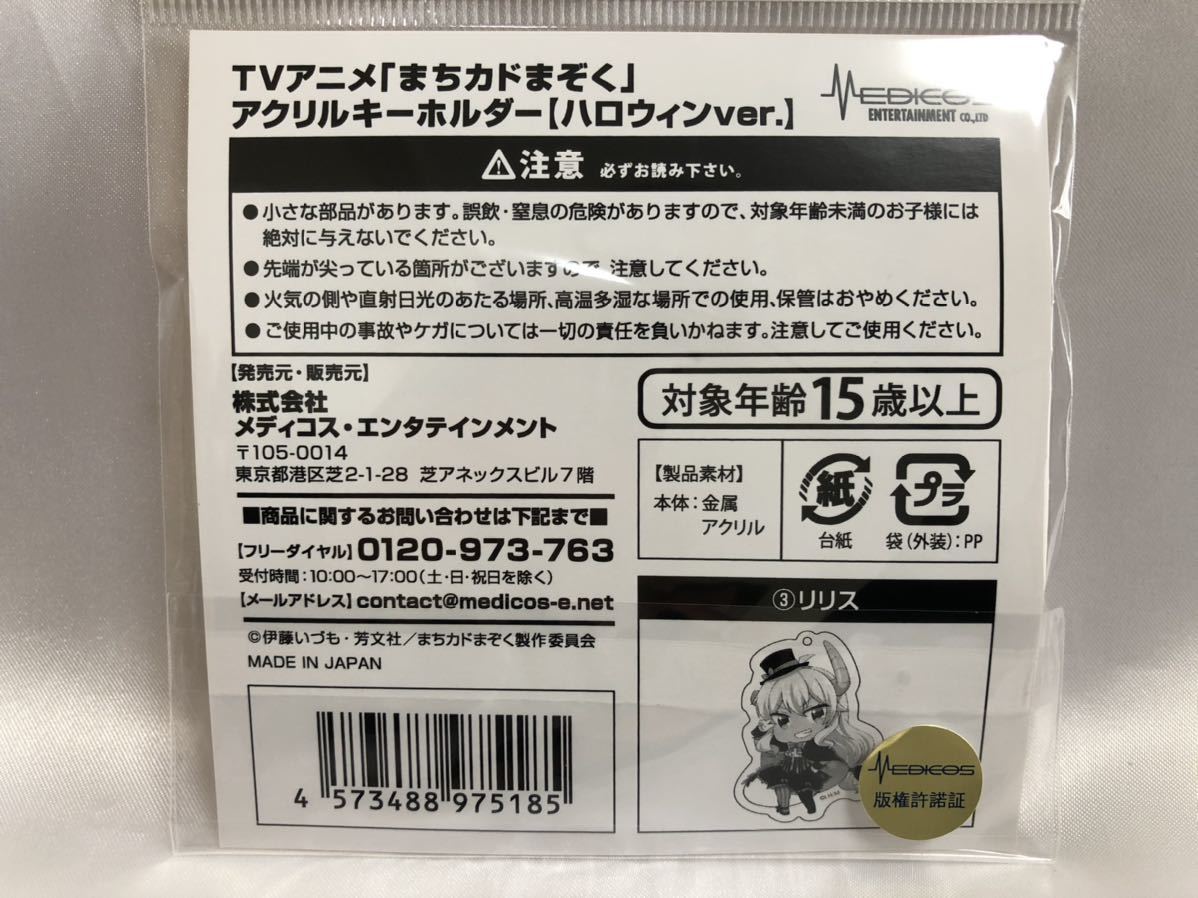 TVアニメ「まちカドまぞく」
アクリルキーホルダー【ハロウィンver.】
MEDICOS
ENTERTAINMENT CO.,LTD
注意 必ずお読み下さい。
●小さな部品があります。誤飲・窒息の危険がありますので、対象年齢未満のお子様には
絶対に与えないでください。
●先端が尖っている箇所がございますので、注意してください。
●火気の側や直射日光のあたる場所、高温多湿な場所での使用、保管はおやめください。
●ご使用中の事故やケガについては一切の責任を負いかねます。注意してご使用ください。
【発売元・販売元】
株式会社
メディコス・エンタテインメント
〒105-0014
東京都港区芝2-1-28 芝アネックスビル7階
■商品に関するお問い合わせは下記まで■
【フリーダイヤル】0120-973-763
受付時間:10:00〜17:00(土・日・祝日を除く)
【メールアドレス】contact@medicos-e.net
©伊藤いづも・芳文社/まちカドまぞく製作委員会
MADE IN JAPAN
4 573488 975185
対象年齢15歳以上
【製品素材】
本体:金属
アクリル
紙
台紙
プラ
袋(外装):PP
③リリス
MEDICOS
版権許諾証